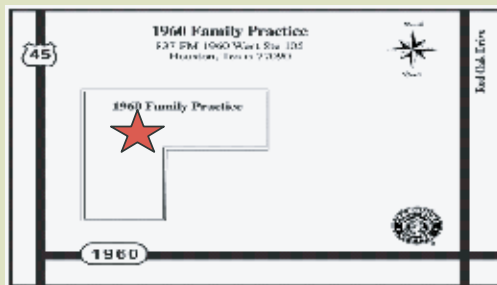 1960 Family Practice
837 FM 1960 West Ste 105
Houston, Texas 77090
45
Red Oak Drive
1960 Family Practice
1960